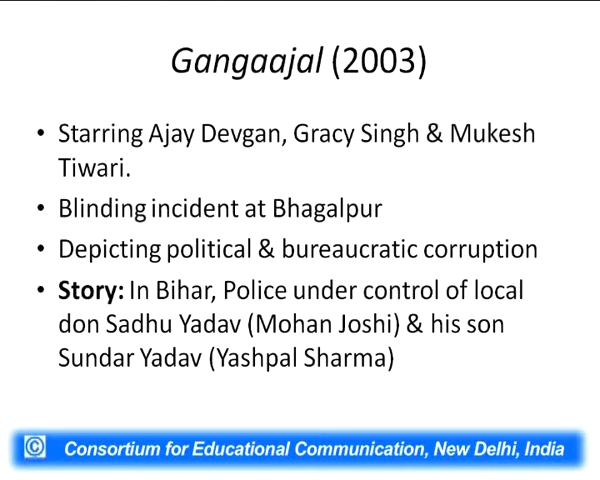 Gangaajal (2003)
• Starring Ajay Devgan, Gracy Singh & Mukesh
Tiwari.
• Blinding incident at Bhagalpur
• Depicting political & bureaucratic corruption
• Story: In Bihar, Police under control of local
don Sadhu Yadav (Mohan Joshi) & his son
Sundar Yadav (Yashpal Sharma)
© Consortium for Educational Communication, New Delhi, India